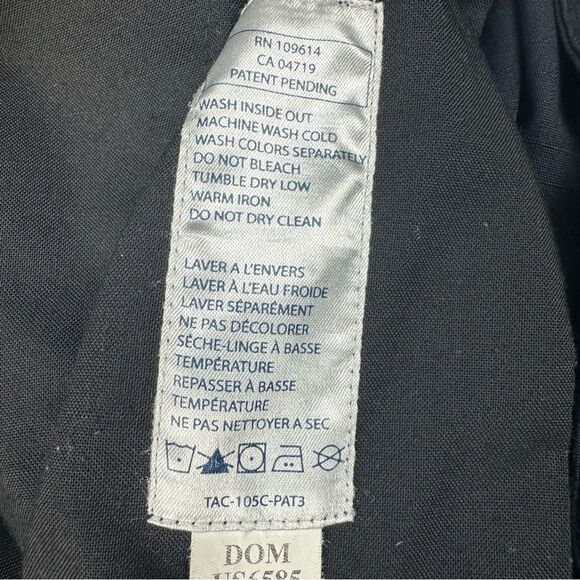 RN 109614
CA 04719
PATENT PENDING
WASH INSIDE OUT
MACHINE WASH COLD
WASH COLORS SEPARATELY
DO NOT BLEACH
TUMBLE DRY LOW
WARM IRON
DO NOT DRY CLEAN
LAVER A L'ENVERS
LAVER À L'EAU FROIDE
LAVER SÉPARÉMENT
NE PAS DÉCOLORER
SÉCHE-LINGE À BASSE
TEMPÉRATURE
REPASSER À BASSE
TEMPÉRATURE
NE PAS NETTOYER A SEC
TAC-105C-PAT3
DOM
US6585